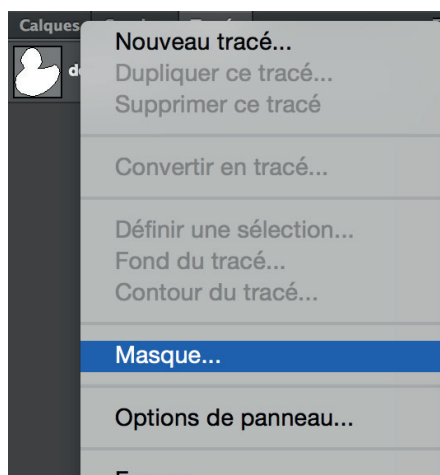 Calques
Nouveau tracé...
Dupliquer ce tracé...
Supprimer ce tracé
Convertir en tracé...
Définir une sélection...
Fond du tracé...
Contour du tracé...
Masque...
Options de panneau...